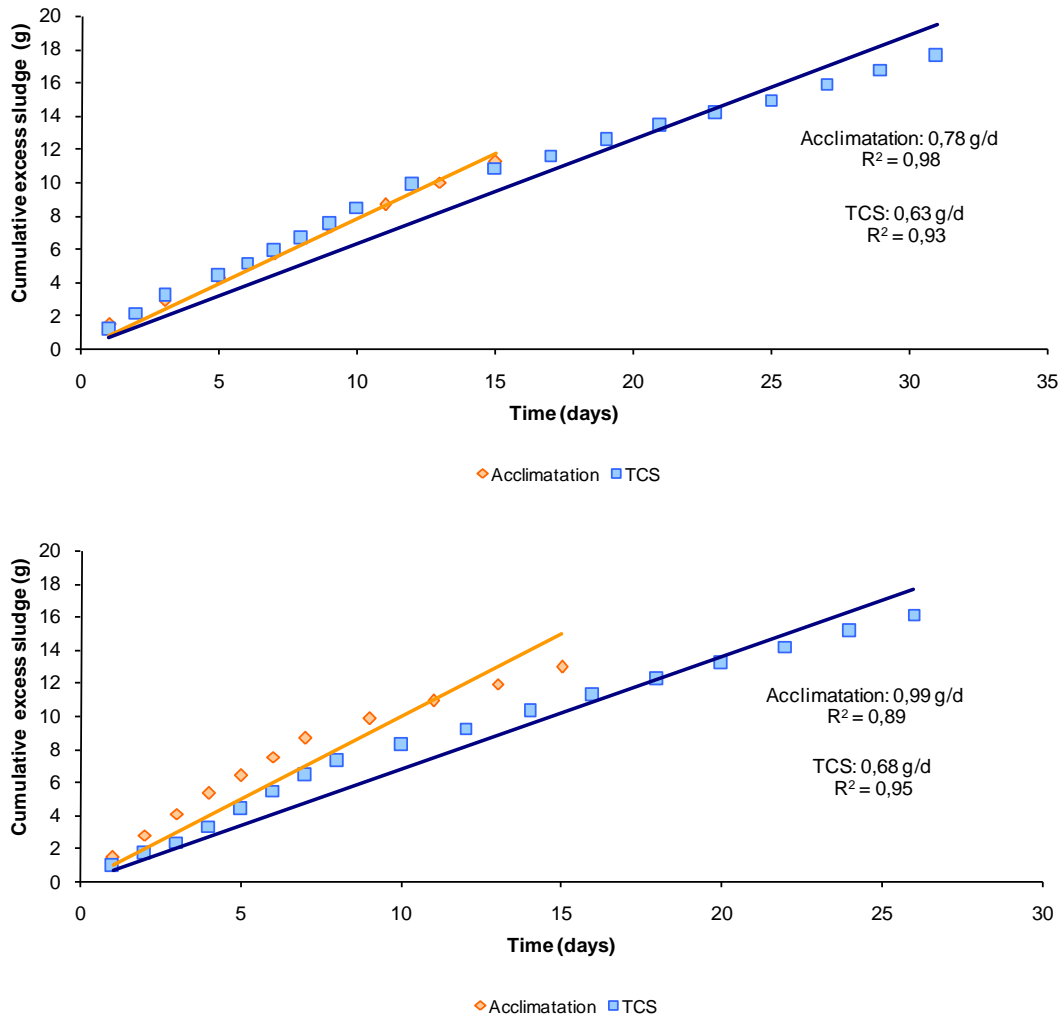 20
18
16
14
12
10
8
6
4
2
0
Cumulative excess sludge (g)
Acclimatation: 0,78 g/d
R² = 0,98
TCS: 0,63 g/d
R² = 0,93
0 5 10 15 20 25 30 35
Time (days)
Acclimatation TCS
20
18
16
14
12
10
8
6
4
2
0
Cumulative excess sludge (g)
Acclimatation: 0,99 g/d
R² = 0,89
TCS: 0,68 g/d
R² = 0,95
0 5 10 15 20 25 30
Time (days)
Acclimatation TCS